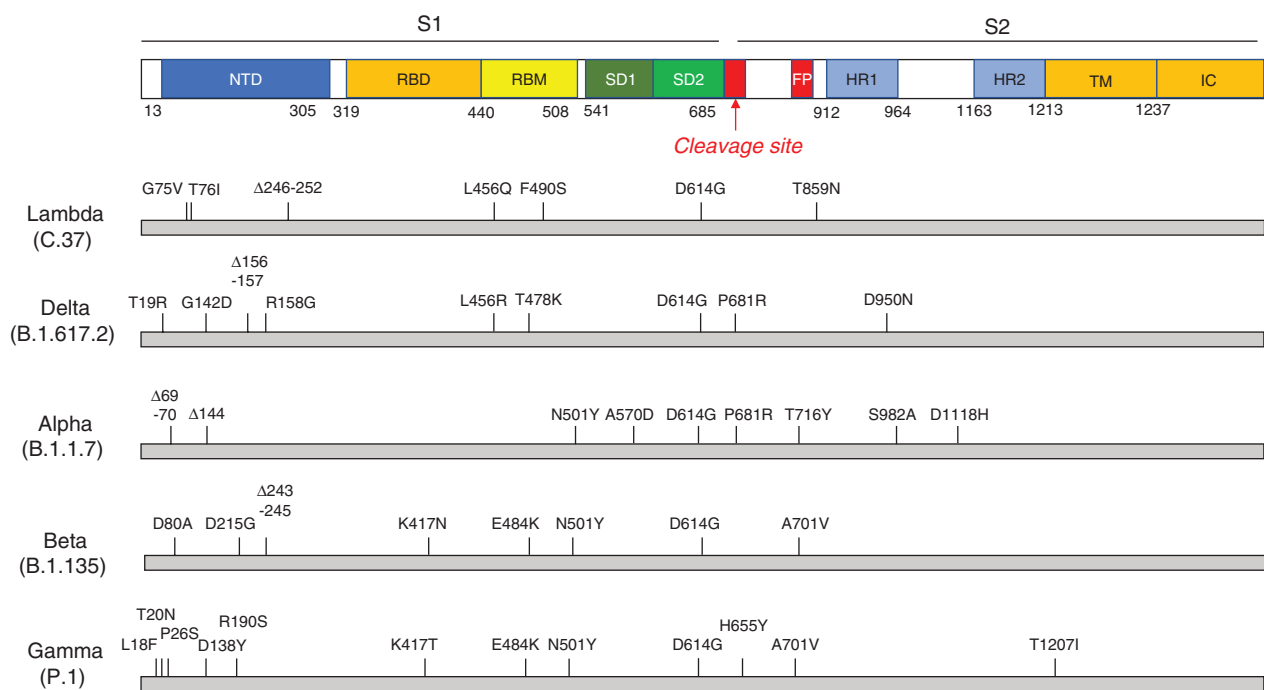 S1 S2
NTD RBD RBM SD1 SD2 FP HR1 HR2 TM IC
13 305 319 440 508 541 685 912 964 1163 1213 1237
Cleavage site
G75V T76I Δ246-252 L456Q F490S D614G T859N
Lambda
(C.37)
Δ156
-157
T19R G142D R158G L456R T478K D614G P681R D950N
Delta
(B.1.617.2)
Δ69
-70 Δ144 N501Y A570D D614G P681R T716Y S982A D1118H
Alpha
(B.1.1.7)
Δ243
-245
D80A D215G K417N E484K N501Y D614G A701V
Beta
(B.1.135)
T20N R190S H655Y
P26S
L18F D138Y K417T E484K N501Y D614G A701V T1207I
Gamma
(P.1)